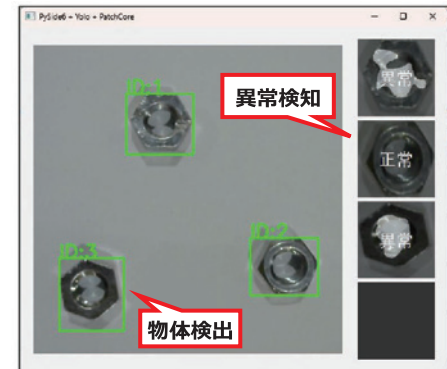 PySide6 + Yolo + PatchCore
ID:1
異常
異常検知
正常
ID:2
異常
ID:3
物体検出